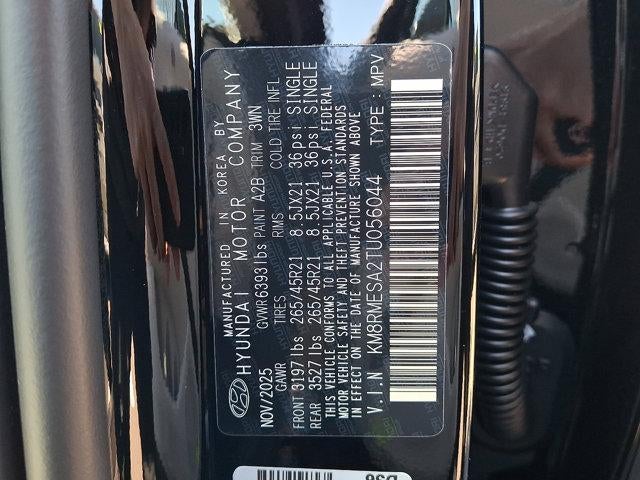 MANUFACTURED IN KOREA BY
HYUNDAI MOTOR COMPANY
NOV/2025 GVWR 6393lbs PAINT A2B TRIM 3WN
GAWR TIRES RIMS COLD TIRE INFL
FRONT 3197 lbs 265/45R21 8.5JX21 36psi SINGLE
REAR 3527 lbs 265/45R21 8.5JX21 36psi SINGLE
THIS VEHICLE CONFORMS TO ALL APPLICABLE U.S.A. FEDERAL
MOTOR VEHICLE SAFETY AND THEFT PREVENTION STANDARDS
IN EFFECT ON THE DATE OF MANUFACTURE SHOWN ABOVE
V.I.N : KM8RMESA2TU056044 TYPE : MPV